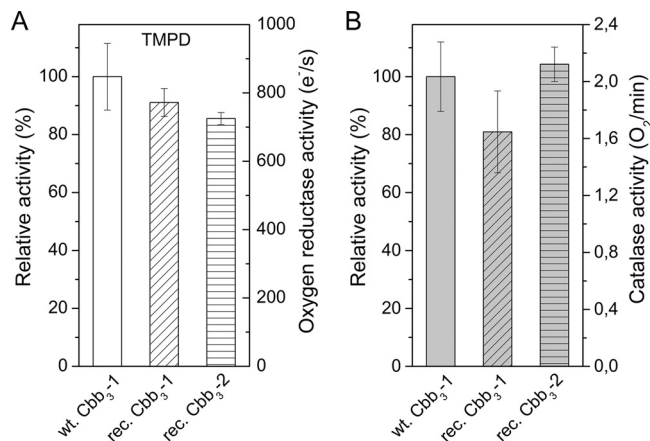 A
TMPD
Relative activity (%)
100
80
60
40
20
0
1000
800
600
400
200
0
Oxygen reductase activity (e⁻/s)
wt. Cbb₃-1
rec. Cbb₃-1
rec. Cbb₃-2
B
Relative activity (%)
100
80
60
40
20
0
2,4
2,0
1,6
1,2
0,8
0,4
0,0
Catalase activity (O₂/min)
wt. Cbb₃-1
rec. Cbb₃-1
rec. Cbb₃-2